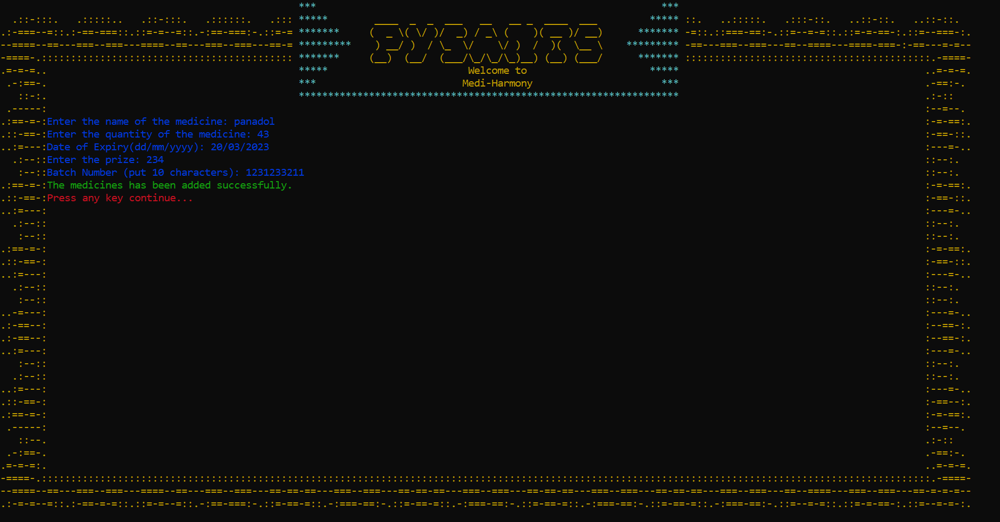 Welcome to
Medi-Harmony
Enter the name of the medicine: panadol
Enter the quantity of the medicine: 43
Date of Expiry(dd/mm/yyyy): 20/03/2023
Enter the prize: 234
Batch Number (put 10 characters): 1231233211
The medicines has been added successfully.
Press any key continue...